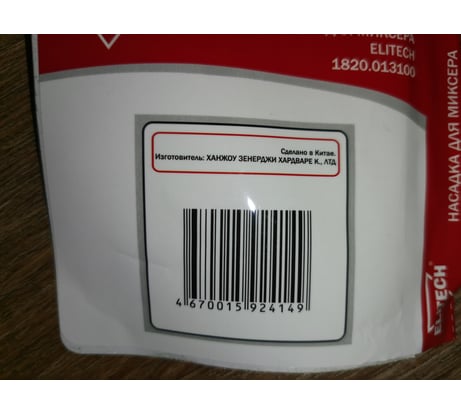 ДЛЯ МИКСЕРА
ELITECH
1820.013100
Сделано в Китае.
Изготовитель: ХАНЖОУ ЗЕНЕРДЖИ ХАРДВАРЕ К., ЛТД
4 670015 924149
НАСАДКА ДЛЯ МИКСЕРА
ELITECH